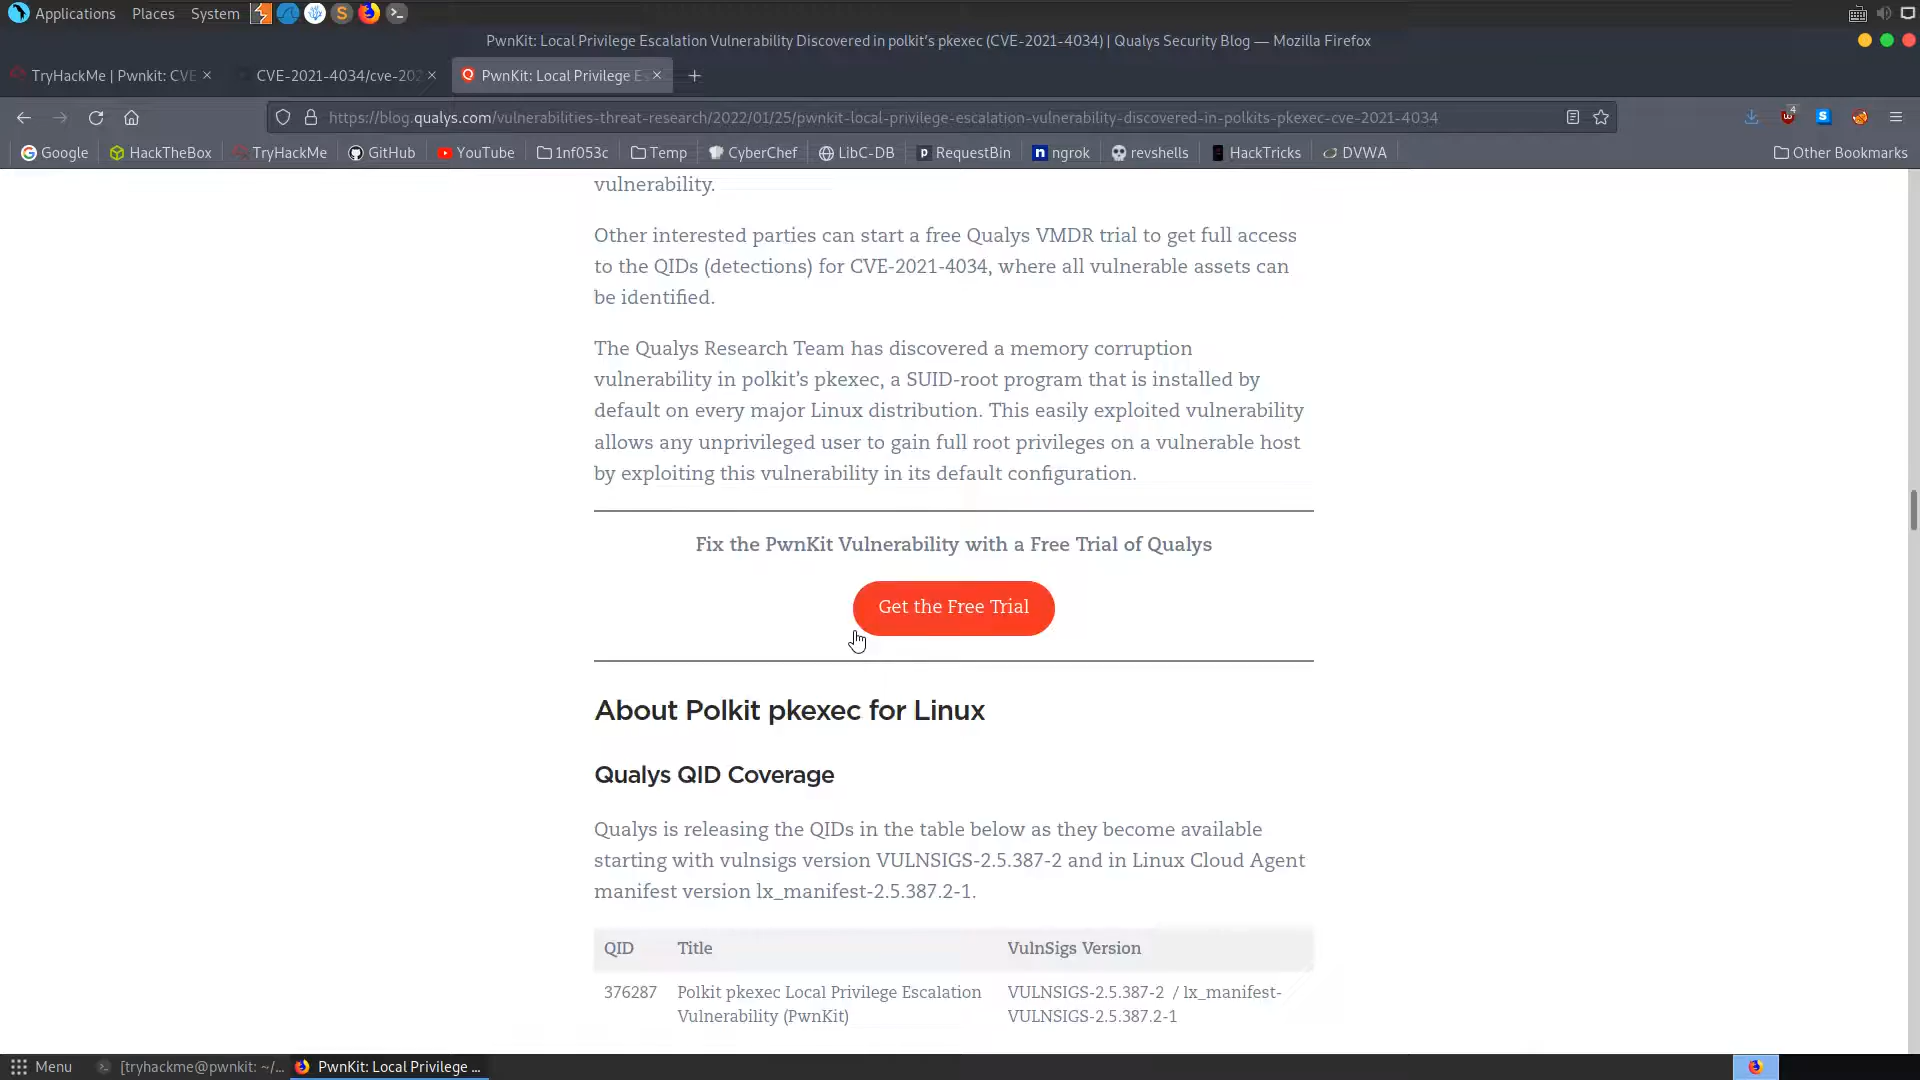 Applications Places System
PwnKit: Local Privilege Escalation Vulnerability Discovered in polkit's pkexec (CVE-2021-4034) | Qualys Security Blog — Mozilla Firefox
TryHackMe | Pwnkit: CVE
CVE-2021-4034/cve-202
PwnKit: Local Privilege E
https://blog.qualys.com/vulnerabilities-threat-research/2022/01/25/pwnkit-local-privilege-escalation-vulnerability-discovered-in-polkits-pkexec-cve-2021-4034
4
Google HackTheBox TryHackMe GitHub YouTube 1nf053c Temp CyberChef LibC-DB RequestBin ngrok revshells HackTricks DVWA Other Bookmarks
vulnerability.
Other interested parties can start a free Qualys VMDR trial to get full access
to the QIDs (detections) for CVE-2021-4034, where all vulnerable assets can
be identified.
The Qualys Research Team has discovered a memory corruption
vulnerability in polkit's pkexec, a SUID-root program that is installed by
default on every major Linux distribution. This easily exploited vulnerability
allows any unprivileged user to gain full root privileges on a vulnerable host
by exploiting this vulnerability in its default configuration.
Fix the PwnKit Vulnerability with a Free Trial of Qualys
Get the Free Trial
About Polkit pkexec for Linux
Qualys QID Coverage
Qualys is releasing the QIDs in the table below as they become available
starting with vulnsigs version VULNSIGS-2.5.387-2 and in Linux Cloud Agent
manifest version lx_manifest-2.5.387.2-1.
QID Title VulnSigs Version
376287 Polkit pkexec Local Privilege Escalation VULNSIGS-2.5.387-2 / lx_manifest-
Vulnerability (PwnKit) VULNSIGS-2.5.387.2-1
Menu [tryhackme@pwnkit: ~/... PwnKit: Local Privilege ...